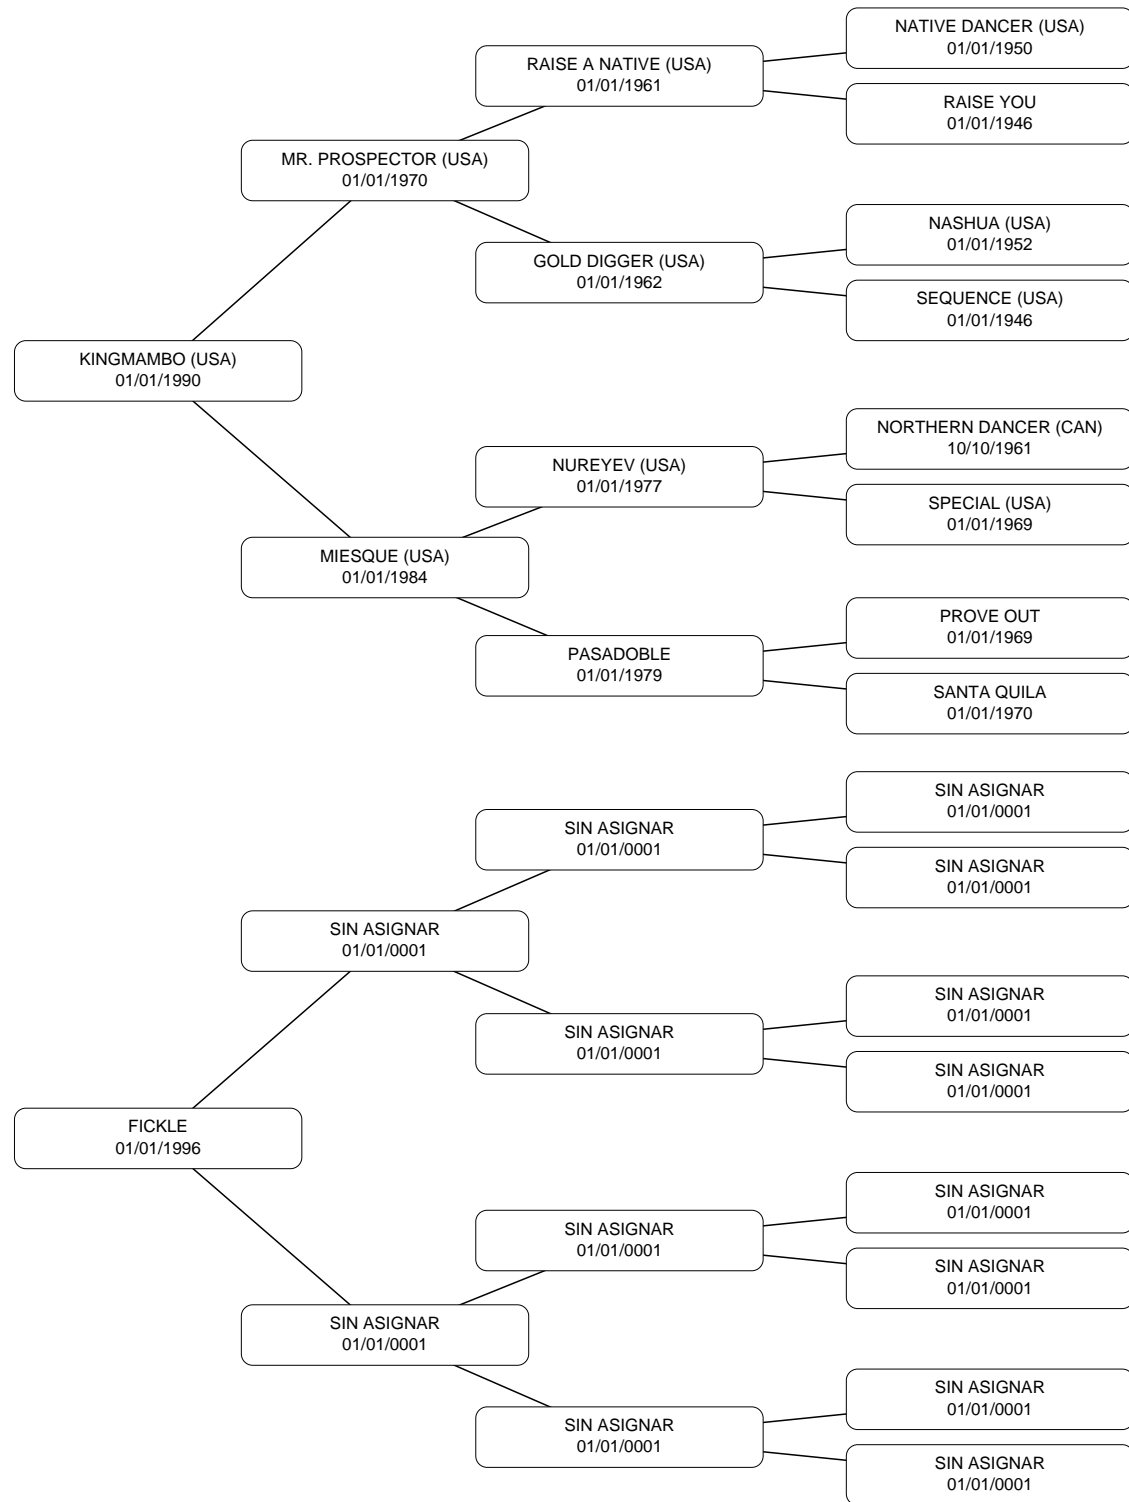 NATIVE DANCER (USA)
01/01/1950
RAISE A NATIVE (USA)
01/01/1961
RAISE YOU
01/01/1946
MR. PROSPECTOR (USA)
01/01/1970
NASHUA (USA)
01/01/1952
GOLD DIGGER (USA)
01/01/1962
SEQUENCE (USA)
01/01/1946
KINGMAMBO (USA)
01/01/1990
NORTHERN DANCER (CAN)
10/10/1961
NUREYEV (USA)
01/01/1977
SPECIAL (USA)
01/01/1969
MIESQUE (USA)
01/01/1984
PROVE OUT
01/01/1969
PASADOBLE
01/01/1979
SANTA QUILA
01/01/1970
SIN ASIGNAR
01/01/0001
SIN ASIGNAR
01/01/0001
SIN ASIGNAR
01/01/0001
SIN ASIGNAR
01/01/0001
SIN ASIGNAR
01/01/0001
SIN ASIGNAR
01/01/0001
SIN ASIGNAR
01/01/0001
FICKLE
01/01/1996
SIN ASIGNAR
01/01/0001
SIN ASIGNAR
01/01/0001
SIN ASIGNAR
01/01/0001
SIN ASIGNAR
01/01/0001
SIN ASIGNAR
01/01/0001
SIN ASIGNAR
01/01/0001
SIN ASIGNAR
01/01/0001